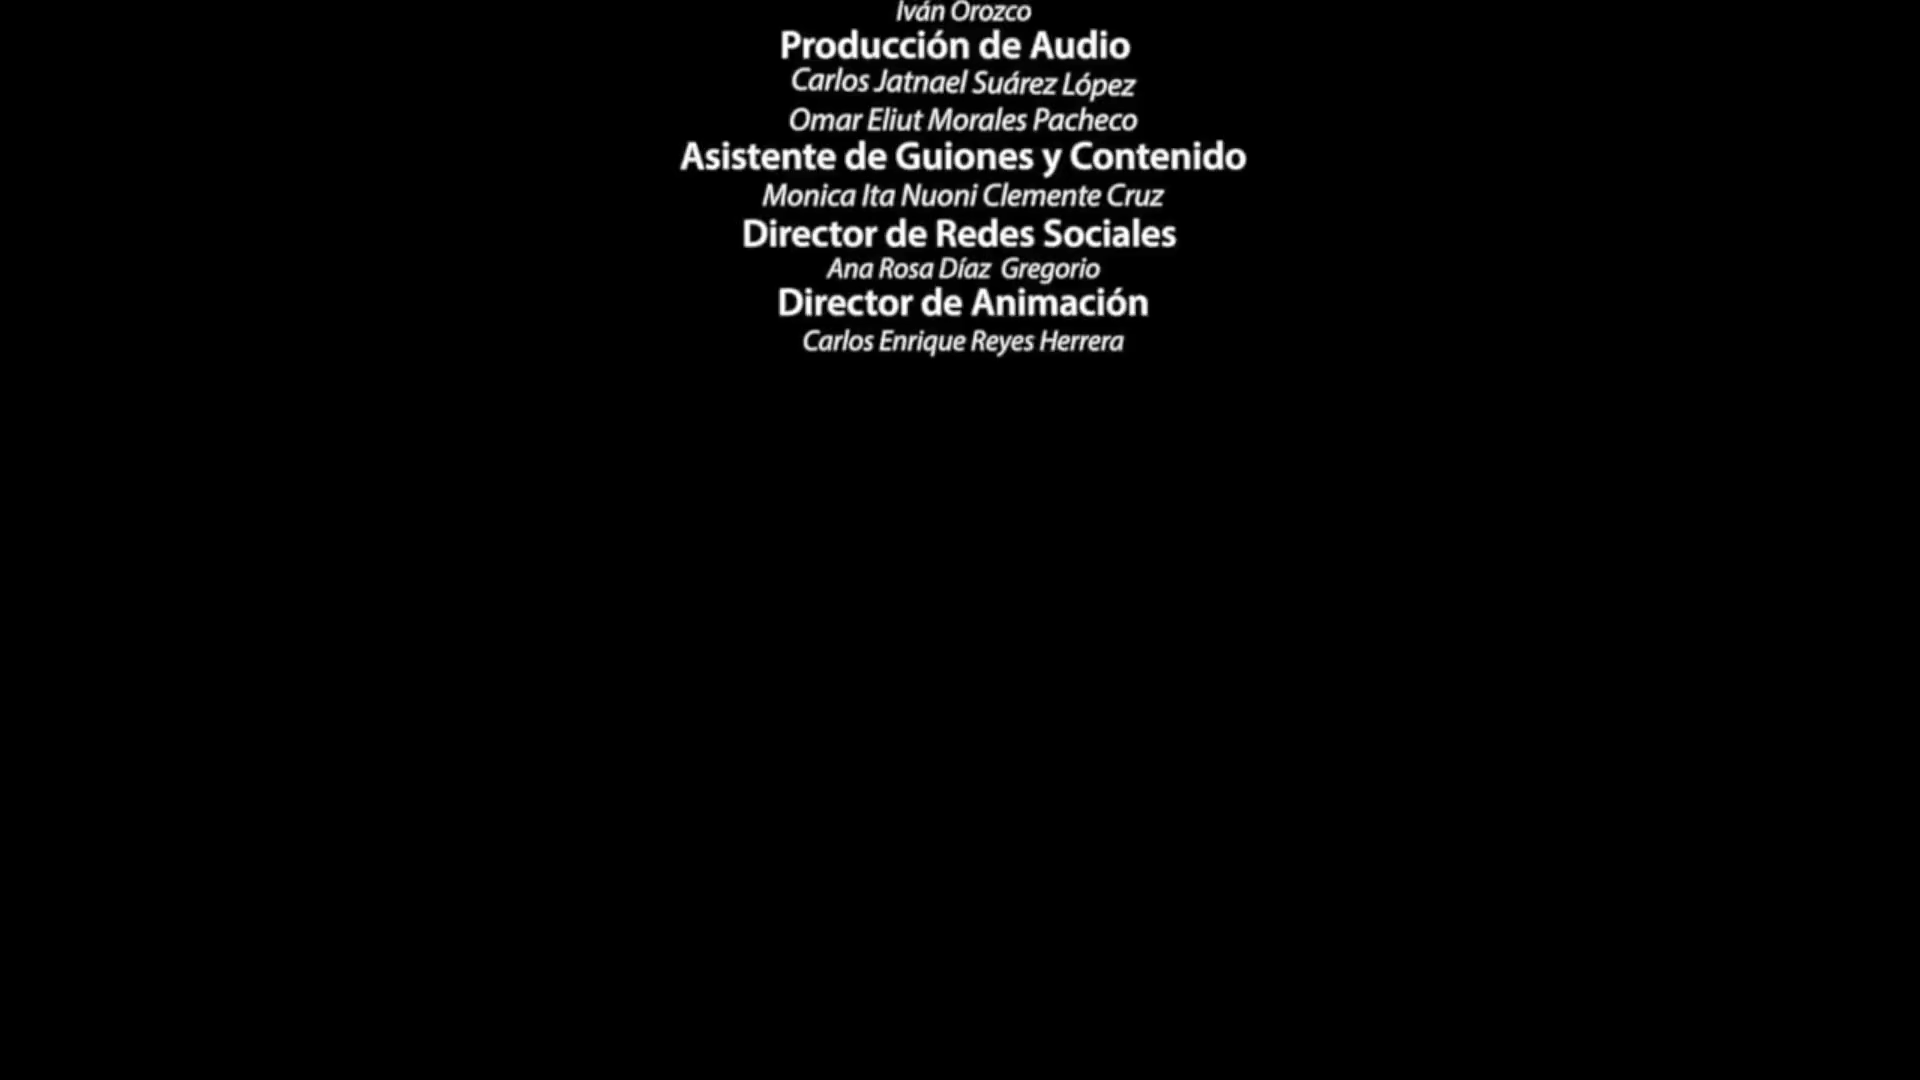 Iván Orozco
Producción de Audio
Carlos Jatnael Suárez López
Omar Eliut Morales Pacheco
Asistente de Guiones y Contenido
Monica Ita Nuoni Clemente Cruz
Director de Redes Sociales
Ana Rosa Díaz  Gregorio
Director de Animación
Carlos Enrique Reyes Herrera